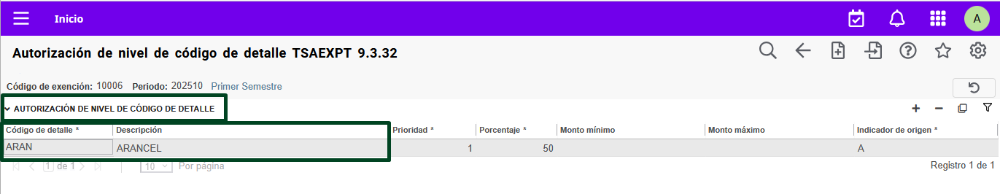 Inicio
A
Autorización de nivel de código de detalle TSAEXPT 9.3.32
Código de exención: 10006 Periodo: 202510 Primer Semestre
AUTORIZACIÓN DE NIVEL DE CÓDIGO DE DETALLE
Código de detalle * Descripción Prioridad * Porcentaje * Monto mínimo Monto máximo Indicador de origen *
ARAN ARANCEL 1 50 A
1 de 1 10 Por página Registro 1 de 1